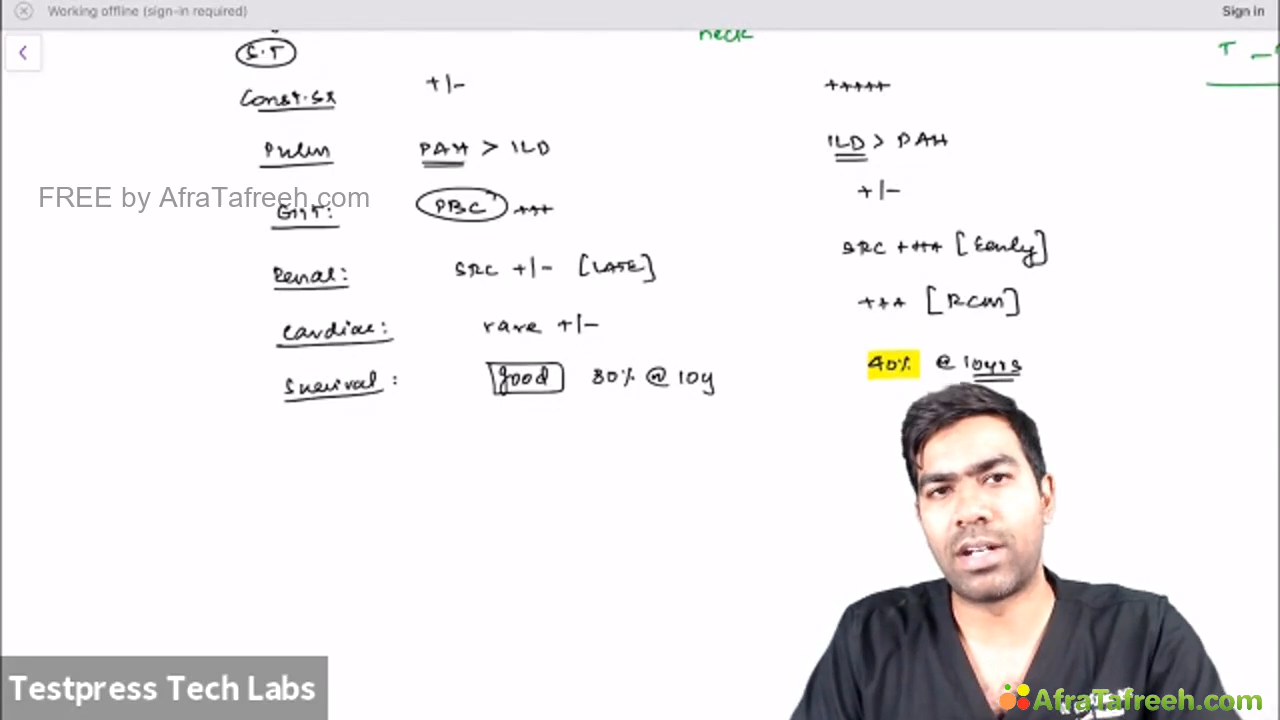 Working offline (sign-in required) Sign in
neck
S.T
Const.sx +/- +++++
Pulm PAH > ILD ILD > PAH
FREE by AfraTafreeh.com
GIT: PBC +++ +/-
Renal: SRC +/- [LATE] SRC +++ [Early]
Cardiac: rare +/- +++ [RCM]
Survival: good 80% @ 10y 40% @ 10yrs
Testpress Tech Labs
AfraTafreeh.com